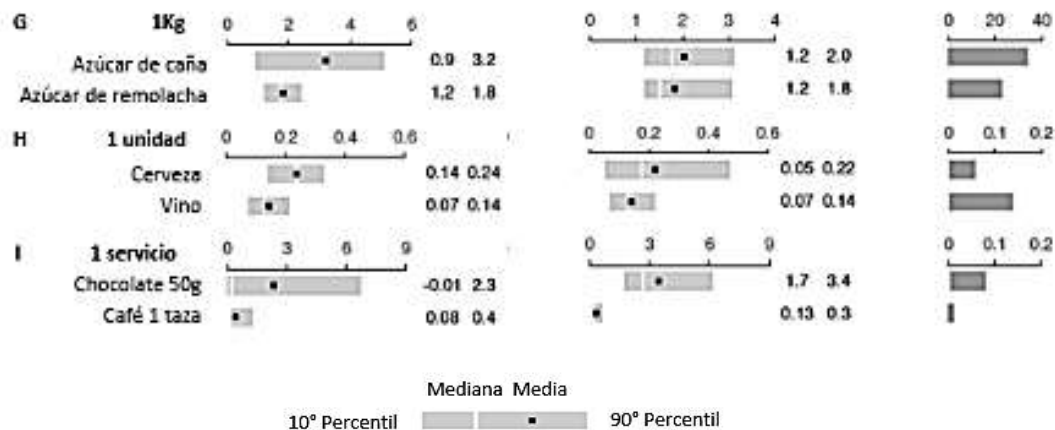 G 1Kg 0 2 4 6 0 1 2 3 4 0 20 40
Azúcar de caña 0.9 3.2 1.2 2.0
Azúcar de remolacha 1.2 1.8 1.2 1.8
H 1 unidad 0 0.2 0.4 0.6 0 0.2 0.4 0.6 0 0.1 0.2
Cerveza 0.14 0.24 0.05 0.22
Vino 0.07 0.14 0.07 0.14
I 1 servicio 0 3 6 9 0 3 6 9 0 0.1 0.2
Chocolate 50g -0.01 2.3 1.7 3.4
Café 1 taza 0.08 0.4 0.13 0.3
Mediana Media
10° Percentil 90° Percentil